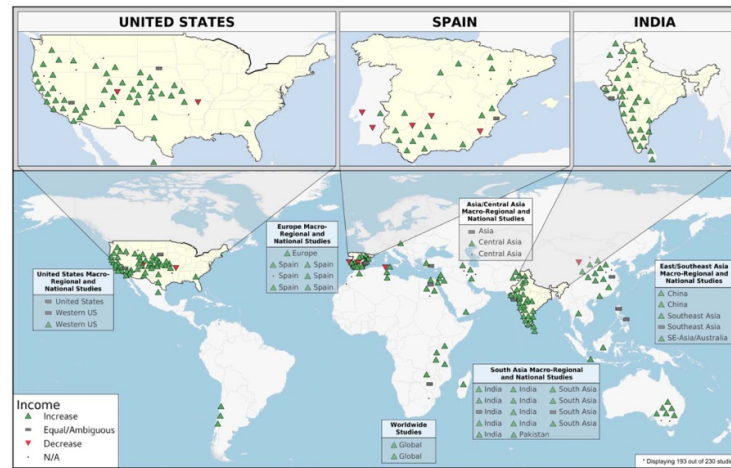 UNITED STATES
SPAIN
INDIA
Asia/Central Asia
Macro-Regional and
National Studies
Asia
Central Asia
Central Asia
Europe Macro-
Regional and
National Studies
Europe
Spain Spain
Spain Spain
Spain Spain
United States Macro-
Regional and
National Studies
United States
Western US
Western US
East/Southeast Asia
Macro-Regional and
National Studies
China
China
Southeast Asia
Southeast Asia
SE-Asia/Australia
South Asia Macro-Regional
and National Studies
India India South Asia
India India South Asia
India India South Asia
India India South Asia
India Pakistan
Worldwide
Studies
Global
Global
Income
Increase
Equal/Ambiguous
Decrease
N/A
* Displaying 193 out of 230 studies